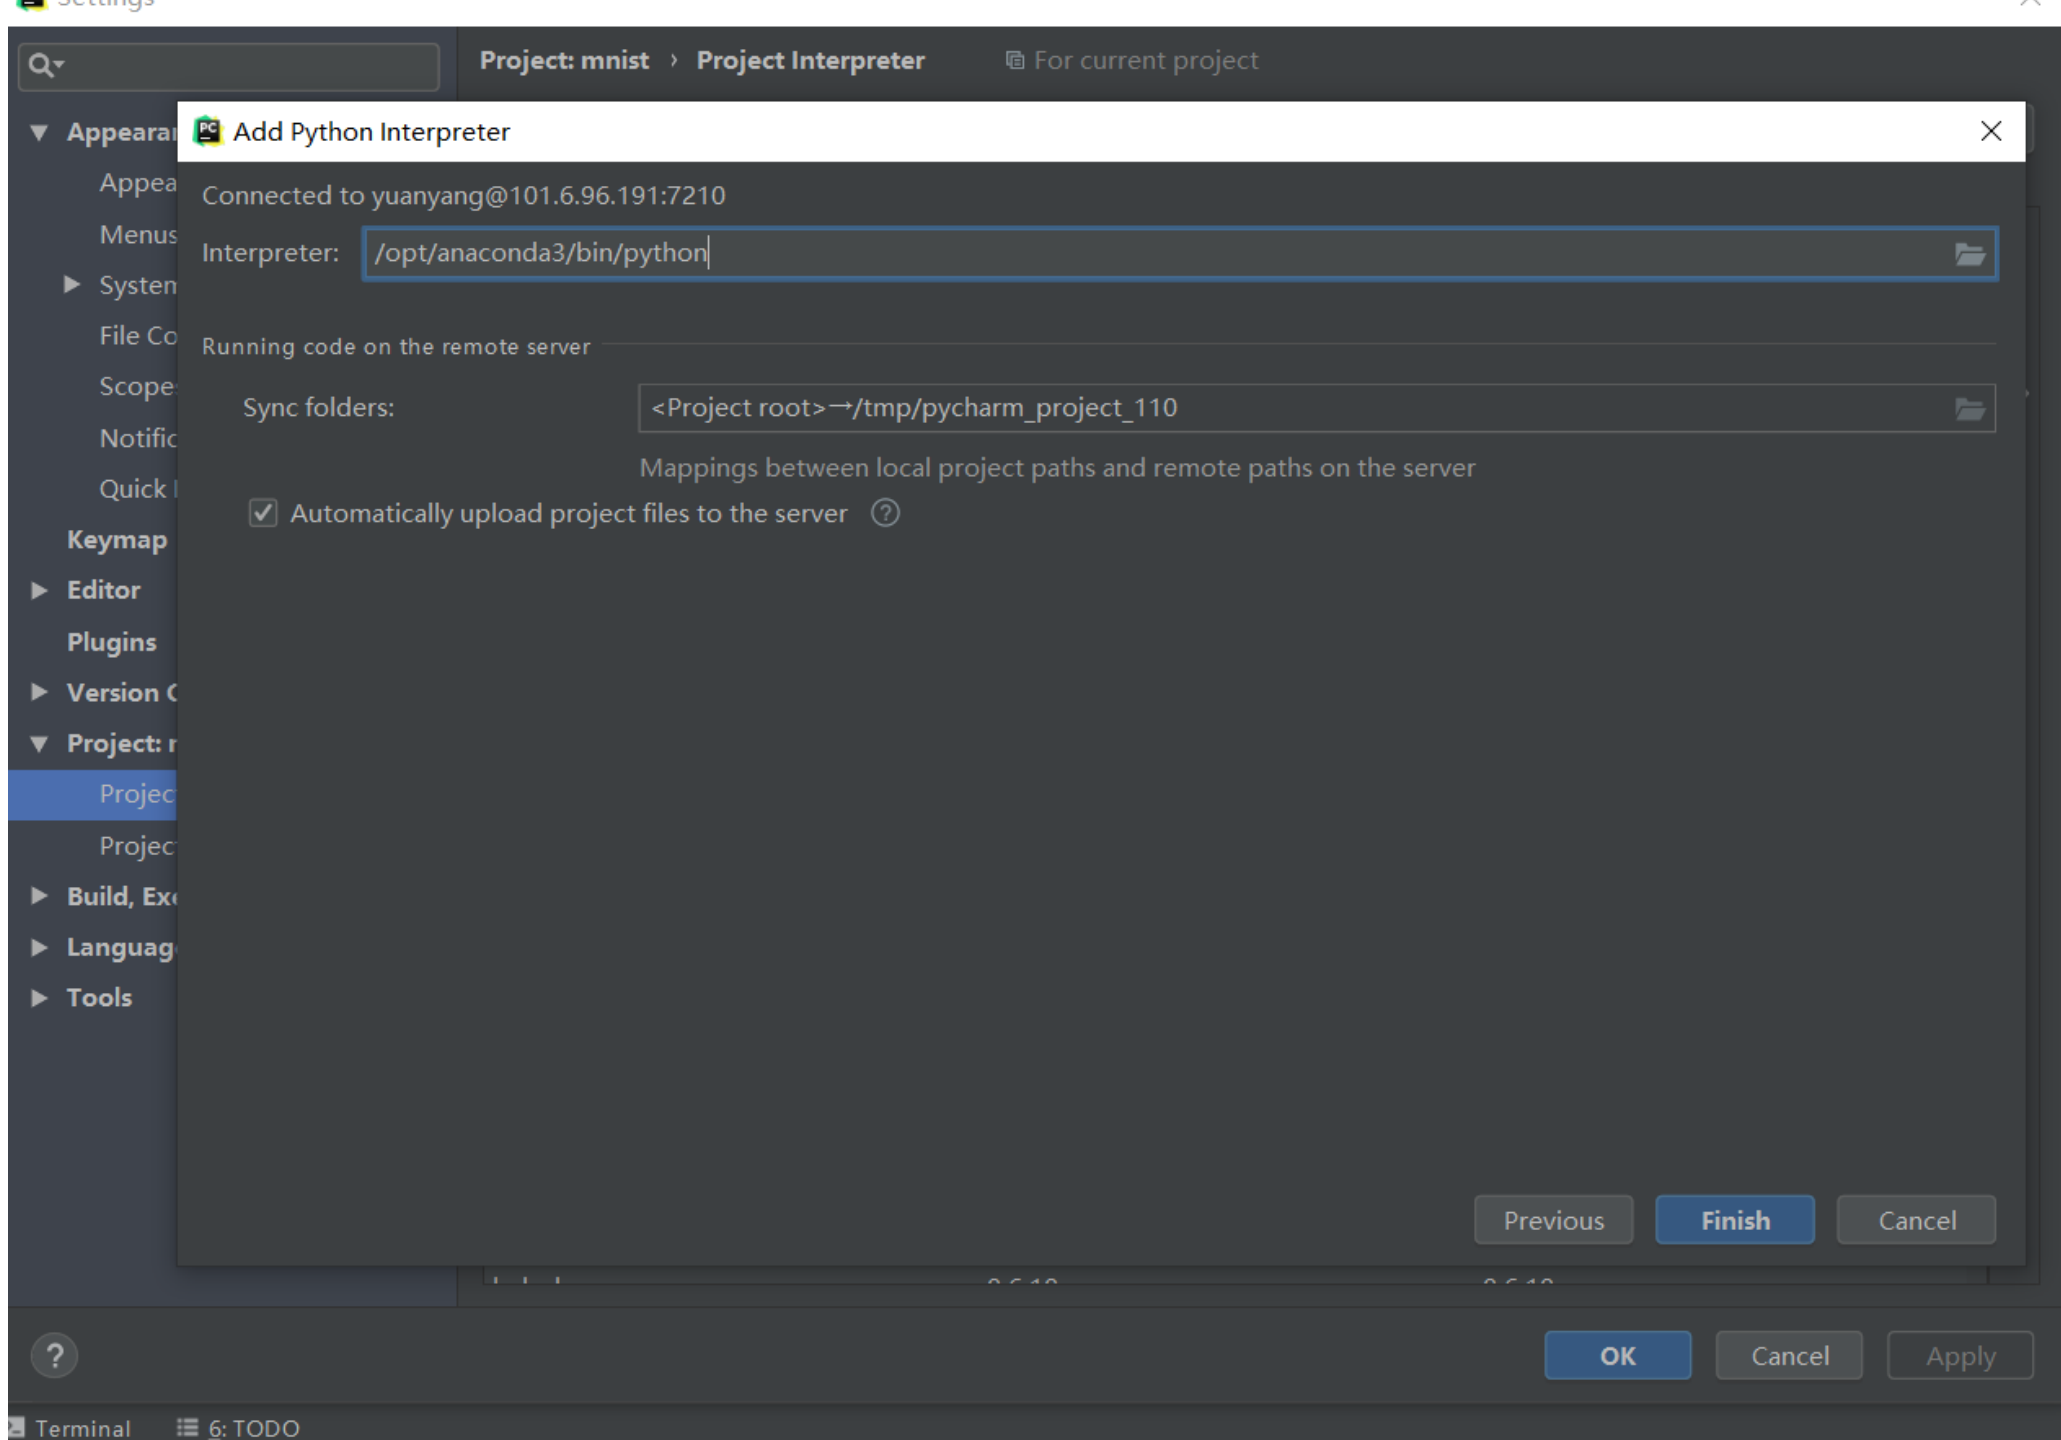 Settings
Project: mnist › Project Interpreter For current project
Add Python Interpreter
Connected to yuanyang@101.6.96.191:7210
Interpreter: /opt/anaconda3/bin/python
Running code on the remote server
Sync folders: <Project root>→/tmp/pycharm_project_110
Mappings between local project paths and remote paths on the server
Automatically upload project files to the server ?
Appeara
Appea
Menus
System
File Co
Scope
Notific
Quick
Keymap
Editor
Plugins
Version C
Project:
Projec
Projec
Build, Exe
Languag
Tools
Previous Finish Cancel
? OK Cancel Apply
Terminal 6: TODO